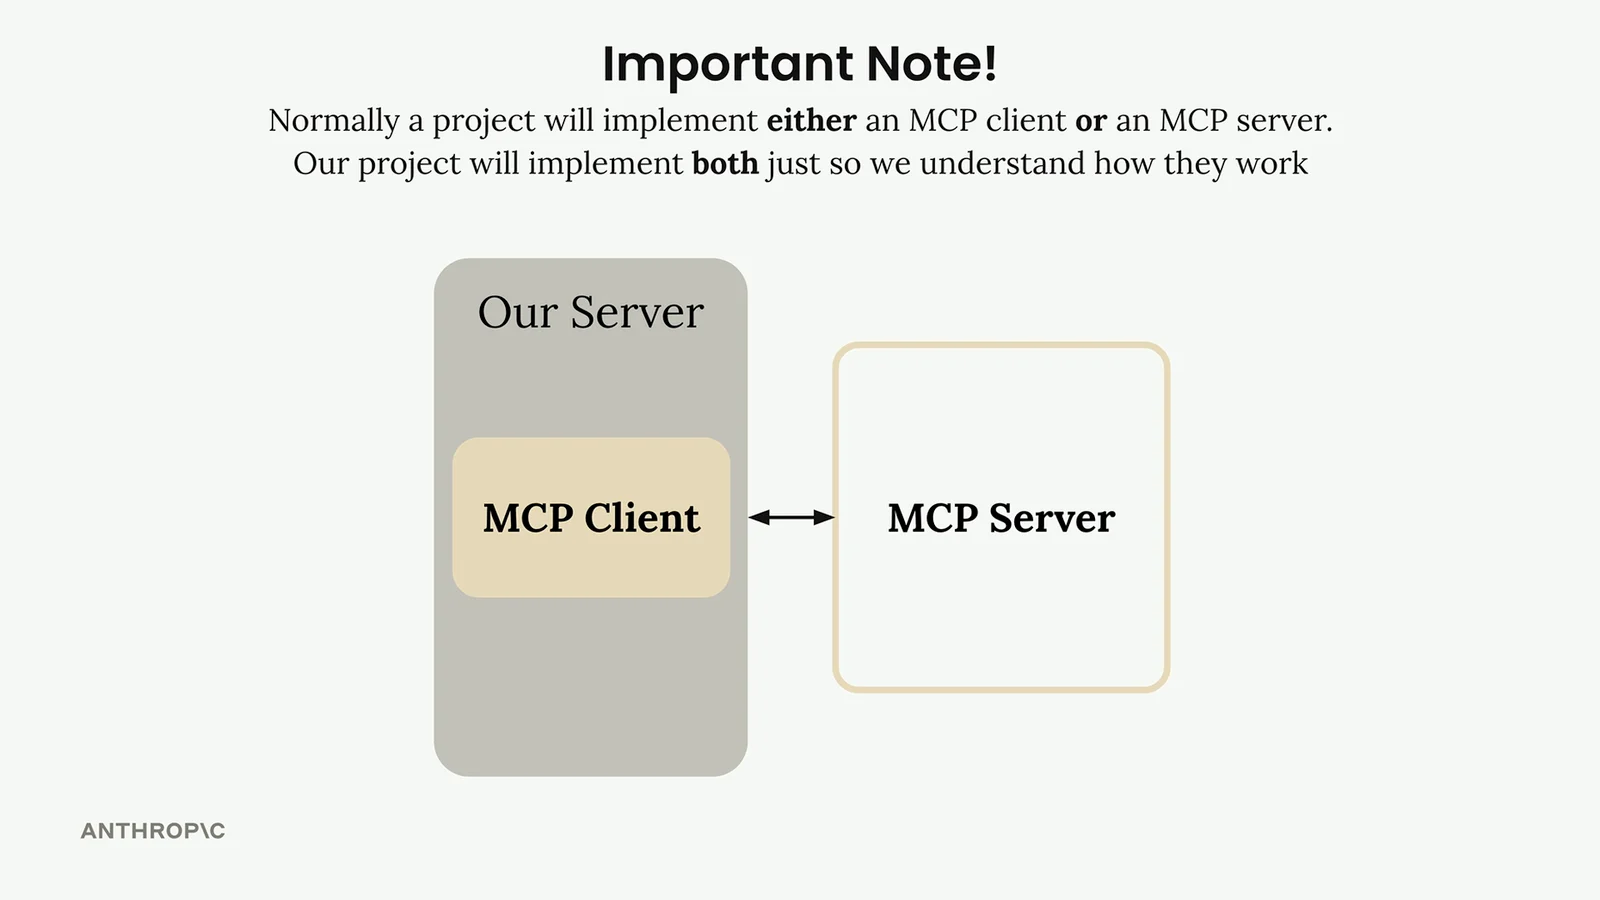 Important Note!
Normally a project will implement either an MCP client or an MCP server.
Our project will implement both just so we understand how they work
Our Server
MCP Client
MCP Server
ANTHROP\C